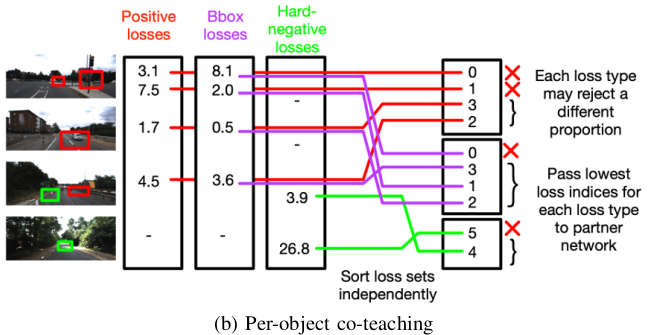 Positive
losses
Bbox
losses
Hard-
negative
losses
3.1
7.5
1.7
4.5
-
8.1
2.0
0.5
3.6
-
-
-
3.9
26.8
0
1
3
2
0
3
1
2
5
4
Each loss type
may reject a
different
proportion
Pass lowest
loss indices for
each loss type
to partner
network
Sort loss sets
independently
(b) Per-object co-teaching